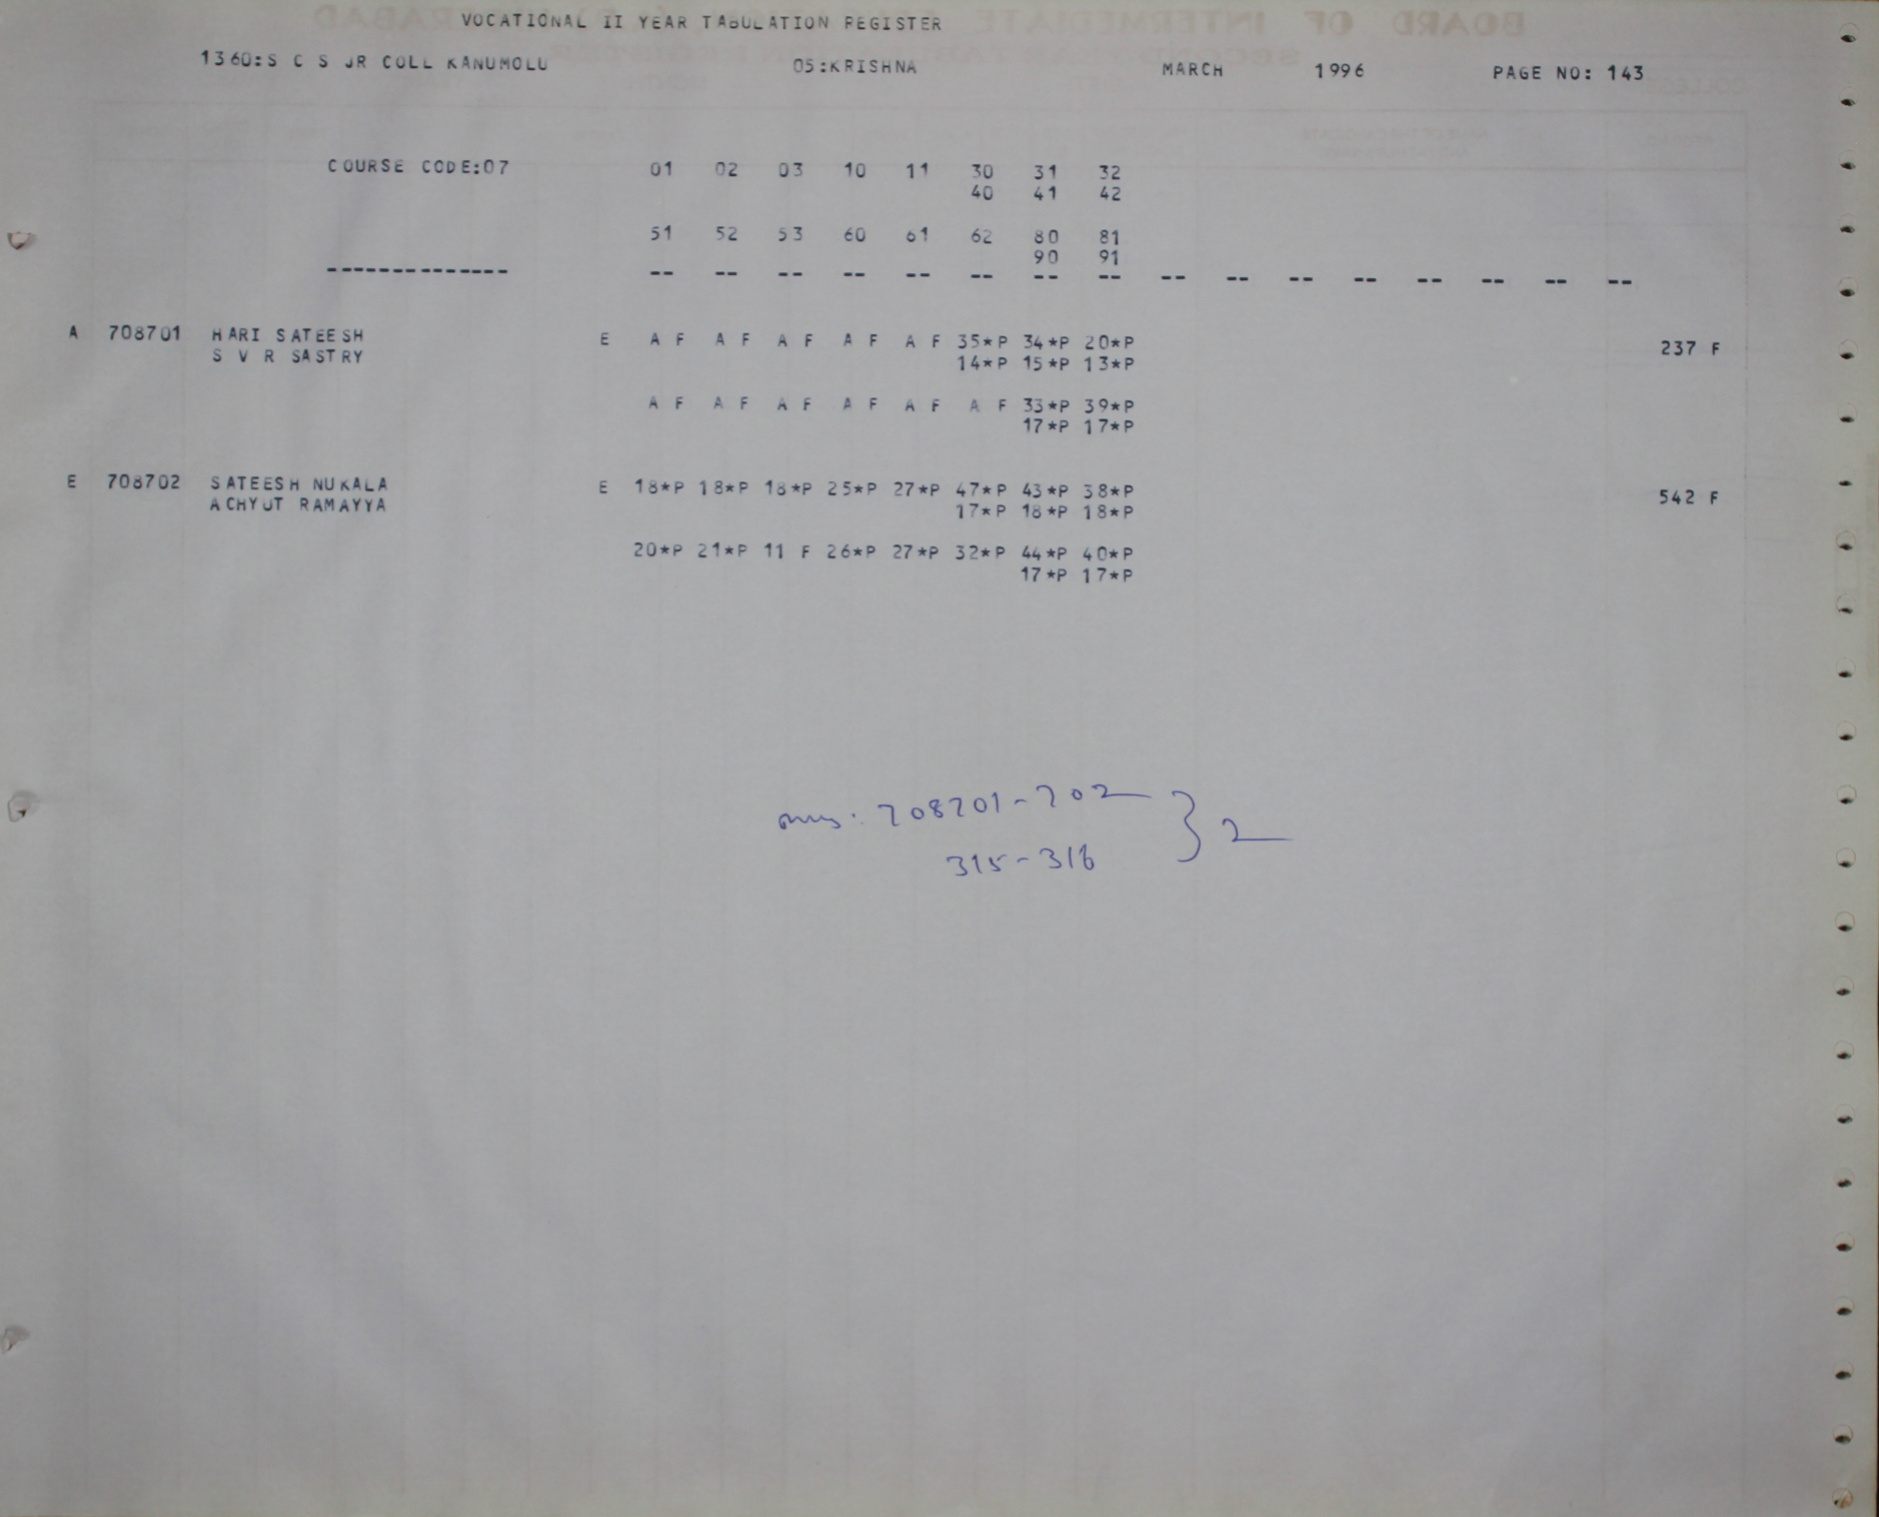 VOCATIONAL II YEAR TABULATION REGISTER
1360:S C S JR COLL KANUMOLU 05:KRISHNA MARCH 1996 PAGE NO: 143
COURSE CODE:07 01 02 03 10 11 30 31 32
40 41 42
51 52 53 60 61 62 80 81
90 91
-------------- -- -- -- -- -- -- -- -- -- -- -- -- -- -- -- --
A 708701 HARI SATEESH E A F A F A F A F A F 35*P 34*P 20*P 237 F
S V R SASTRY 14*P 15*P 13*P
A F A F A F A F A F A F 33*P 39*P
17*P 17*P
E 708702 SATEESH NUKALA E 18*P 18*P 18*P 25*P 27*P 47*P 43*P 38*P 542 F
ACHYUT RAMAYYA 17*P 18*P 18*P
20*P 21*P 11 F 26*P 27*P 32*P 44*P 40*P
17*P 17*P
708701-702 } 2
315-316